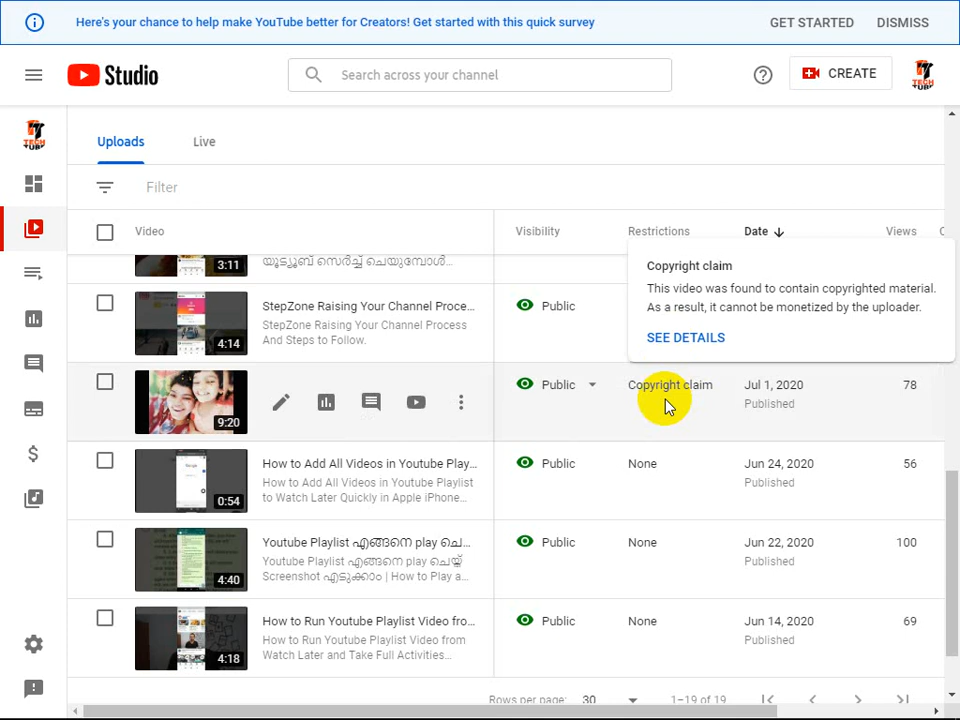 Here's your chance to help make YouTube better for Creators! Get started with this quick survey
GET STARTED
DISMISS
Studio
Search across your channel
CREATE
TECH
TUBE
TECH
TUBE
Uploads
Live
Filter
Video
Visibility
Restrictions
Date
Views
3:11
യൂട്യൂബ് സെർച്ച് ചെയുമ്പോൾ...
Copyright claim
This video was found to contain copyrighted material.
As a result, it cannot be monetized by the uploader.
SEE DETAILS
4:14
StepZone Raising Your Channel Proce...
StepZone Raising Your Channel Process
And Steps to Follow.
Public
9:20
Public
Copyright claim
Jul 1, 2020
Published
78
0:54
How to Add All Videos in Youtube Play...
How to Add All Videos in Youtube Playlist
to Watch Later Quickly in Apple iPhone...
Public
None
Jun 24, 2020
Published
56
4:40
Youtube Playlist എങ്ങനെ play ചെ...
Youtube Playlist എങ്ങനെ play ചെയ്ത്
Screenshot എടുക്കാം | How to Play a...
Public
None
Jun 22, 2020
Published
100
4:18
How to Run Youtube Playlist Video fro...
How to Run Youtube Playlist Video from
Watch Later and Take Full Activities...
Public
None
Jun 14, 2020
Published
69
Rows per page:
30
1–19 of 19